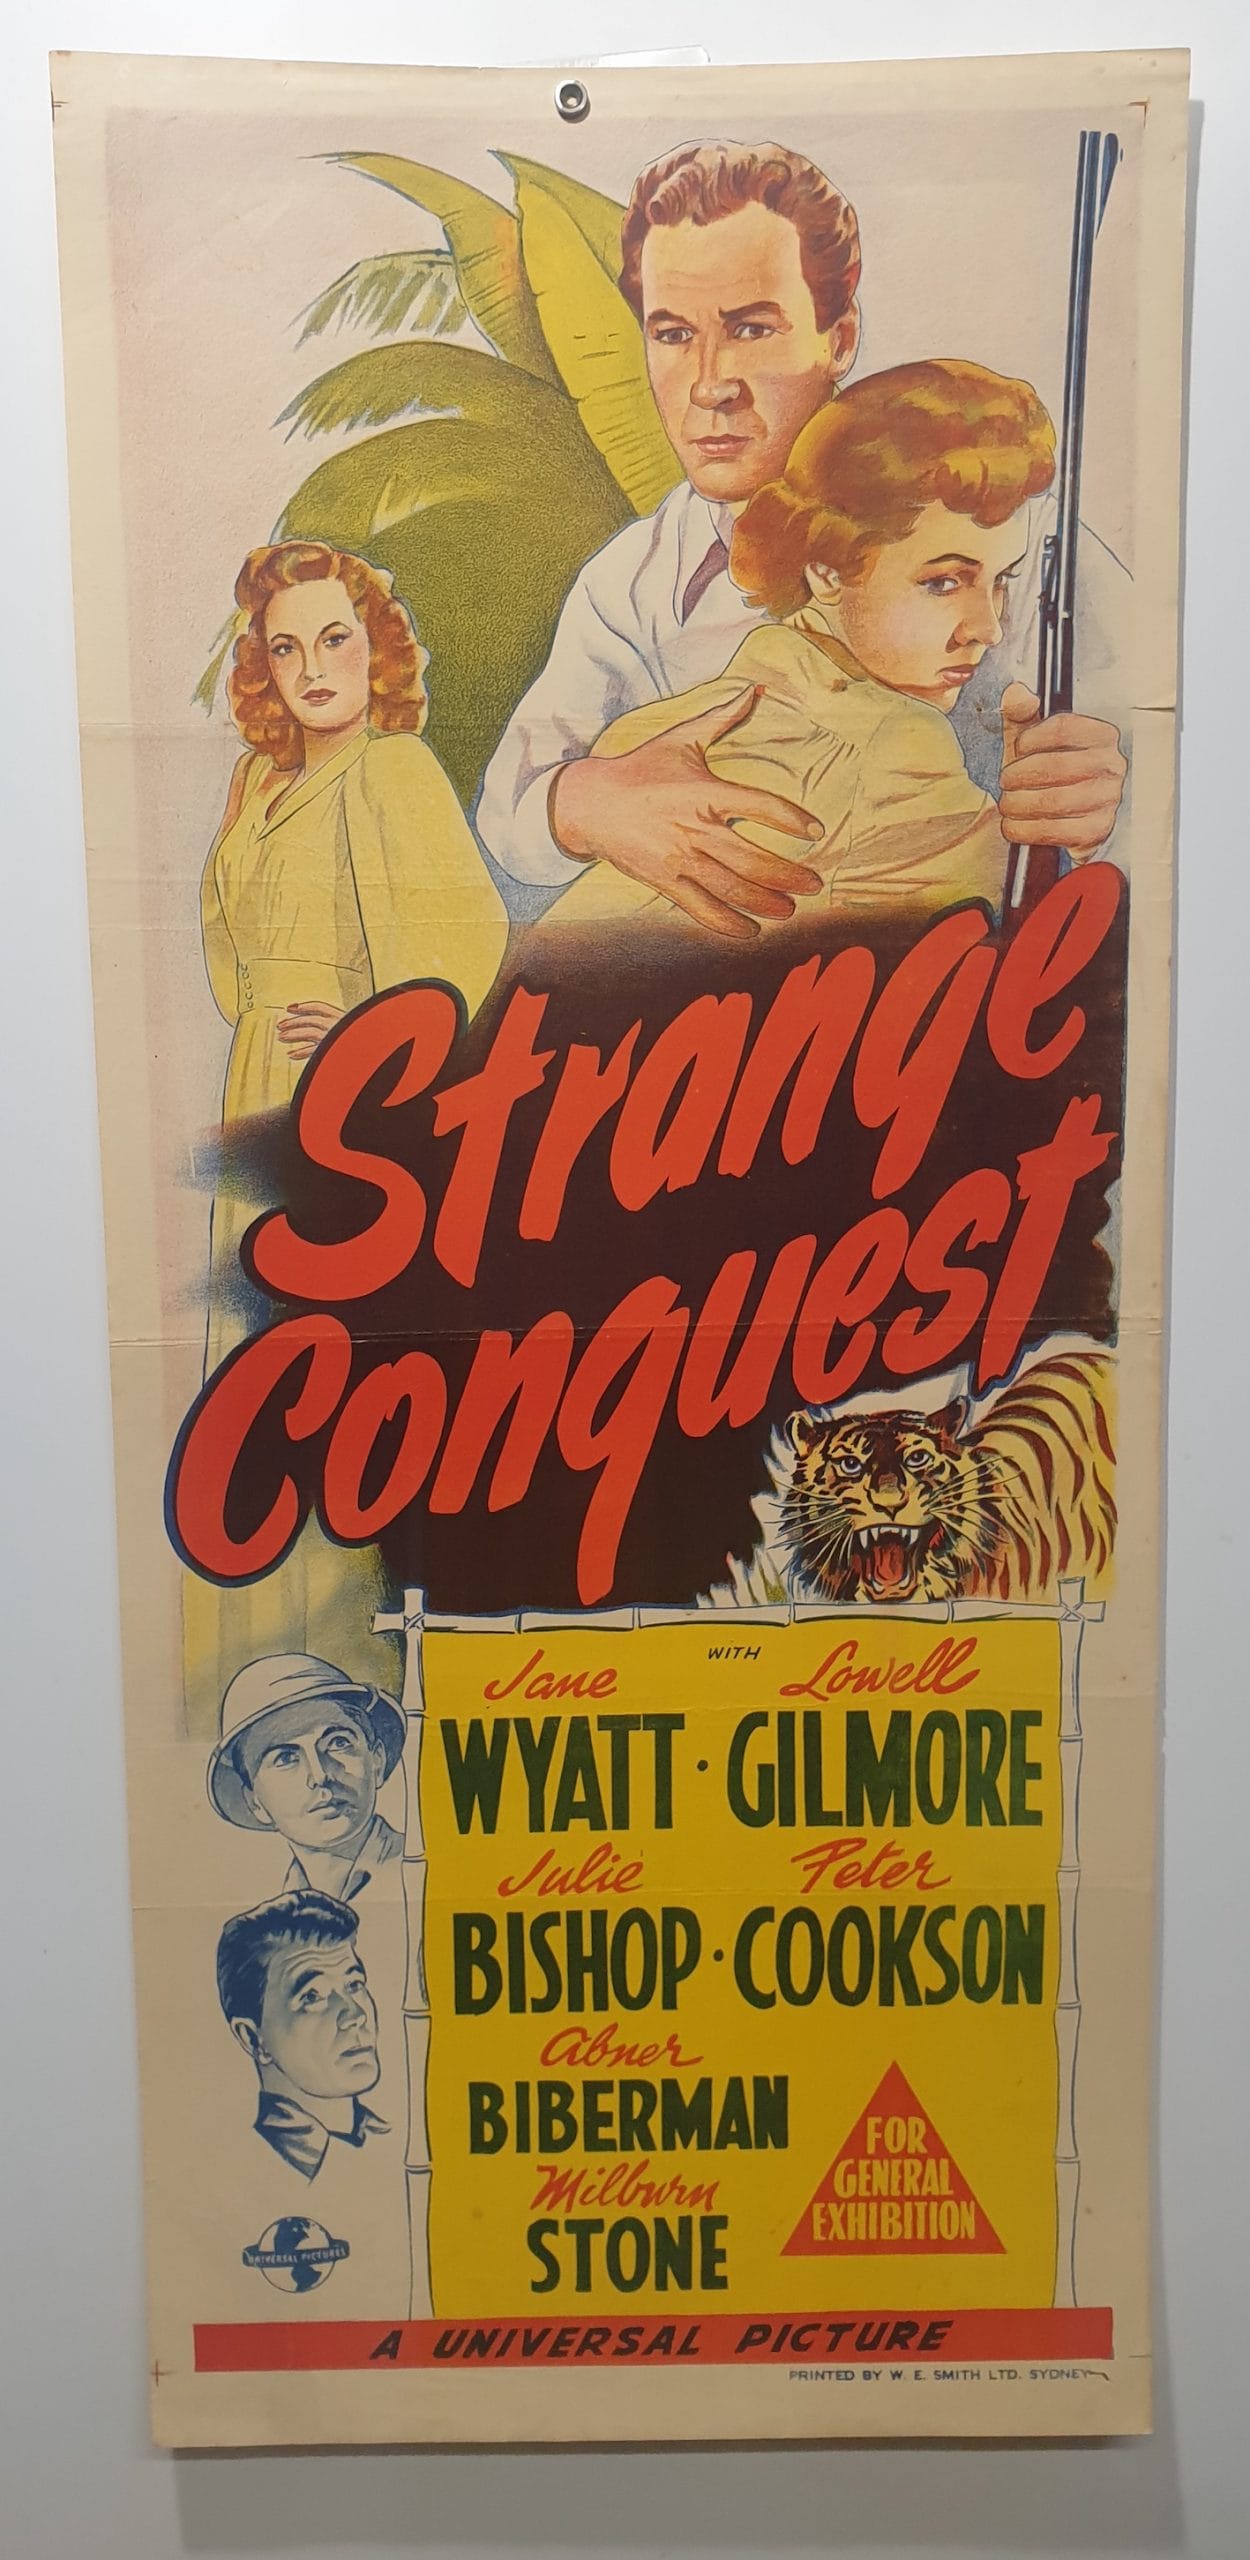 Strange
Conquest
WITH
Jane Lowell
WYATT · GILMORE
Julie Peter
BISHOP · COOKSON
Abner
BIBERMAN
Milburn
STONE
FOR
GENERAL
EXHIBITION
UNIVERSAL PICTURES
A UNIVERSAL PICTURE
PRINTED BY W. E. SMITH LTD. SYDNEY